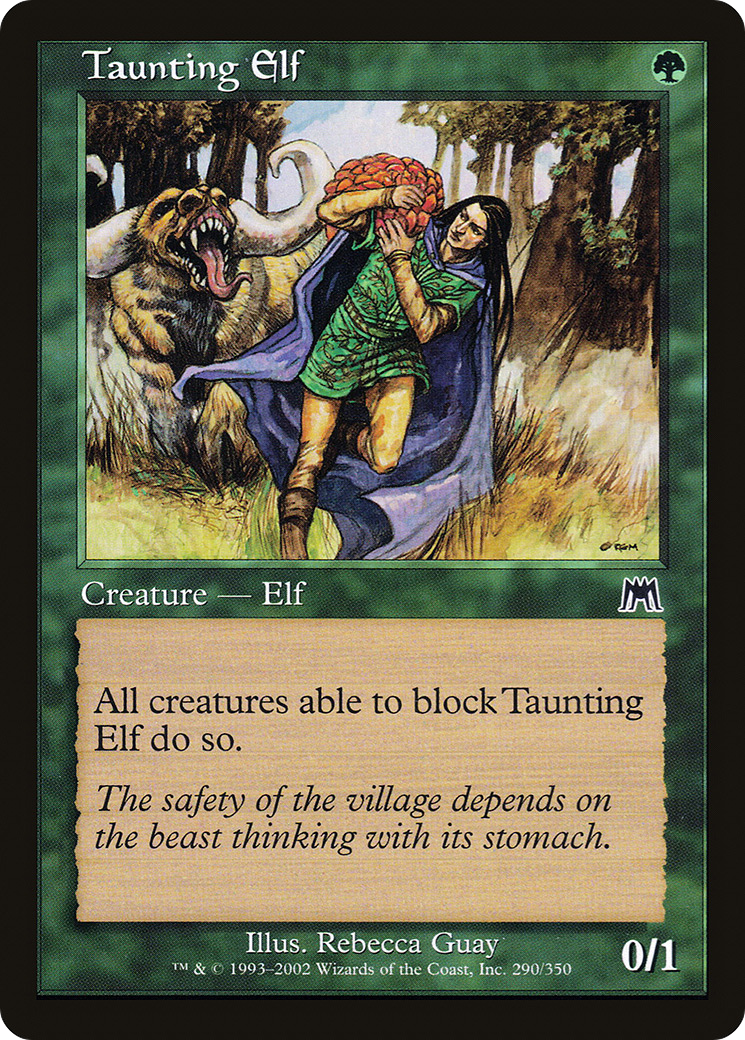 Taunting Elf
© RGM
Creature — Elf
All creatures able to block Taunting
Elf do so.
The safety of the village depends on
the beast thinking with its stomach.
Illus. Rebecca Guay
™ & © 1993–2002 Wizards of the Coast, Inc. 290/350
0/1